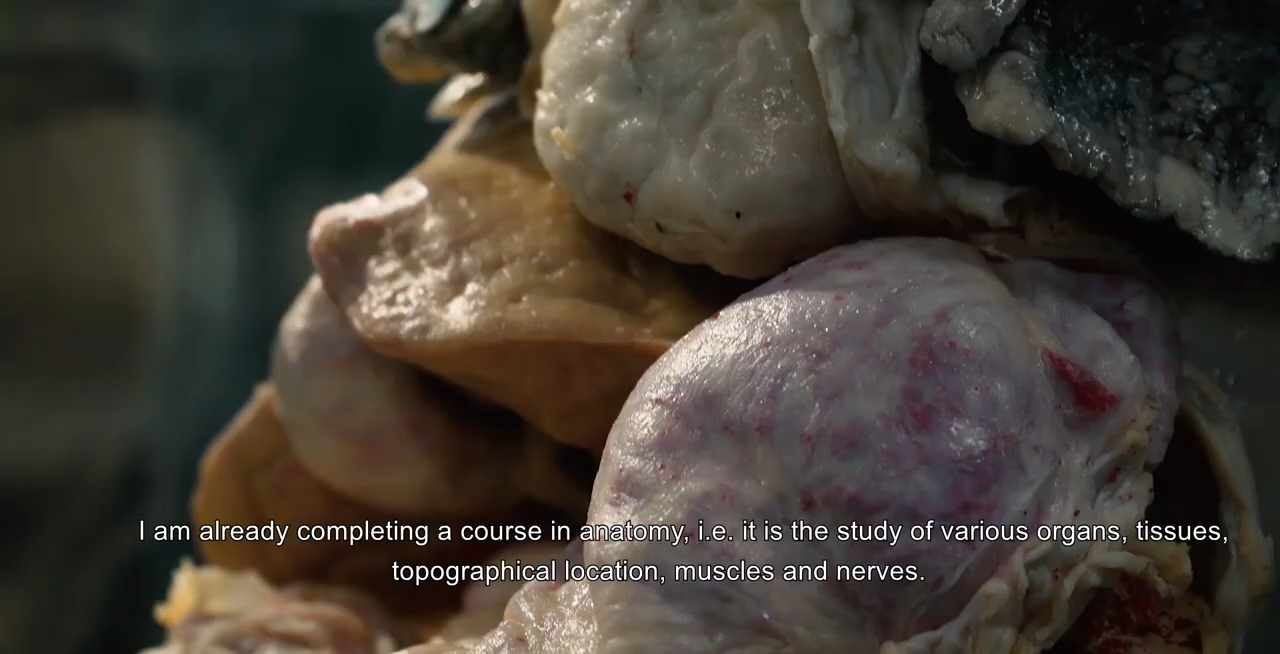 I am already completing a course in anatomy, i.e. it is the study of various organs, tissues,
topographical location, muscles and nerves.